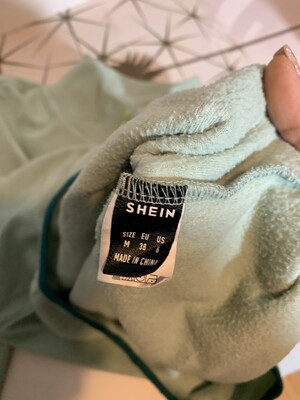 SHEIN
SIZE EU US
M 38 6
MADE IN CHINA